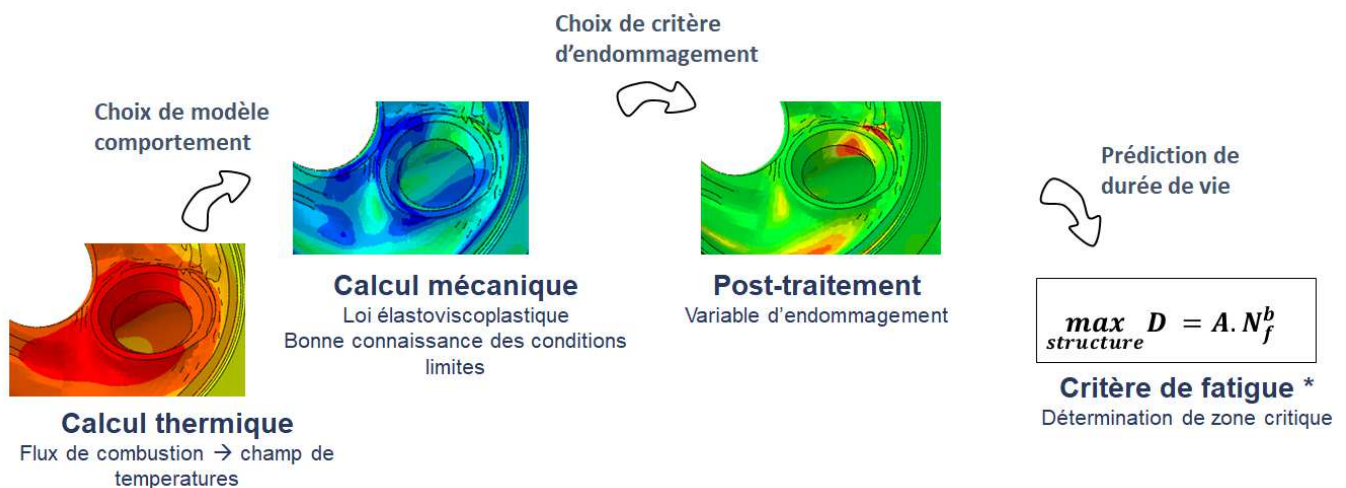 Choix de critère
d’endommagement
Choix de modèle
comportement
Prédiction de
durée de vie
Calcul mécanique
Loi élastoviscoplastique
Bonne connaissance des conditions
limites
Post-traitement
Variable d’endommagement
max D = A. N_f^b
structure
Critère de fatigue *
Détermination de zone critique
Calcul thermique
Flux de combustion → champ de
temperatures